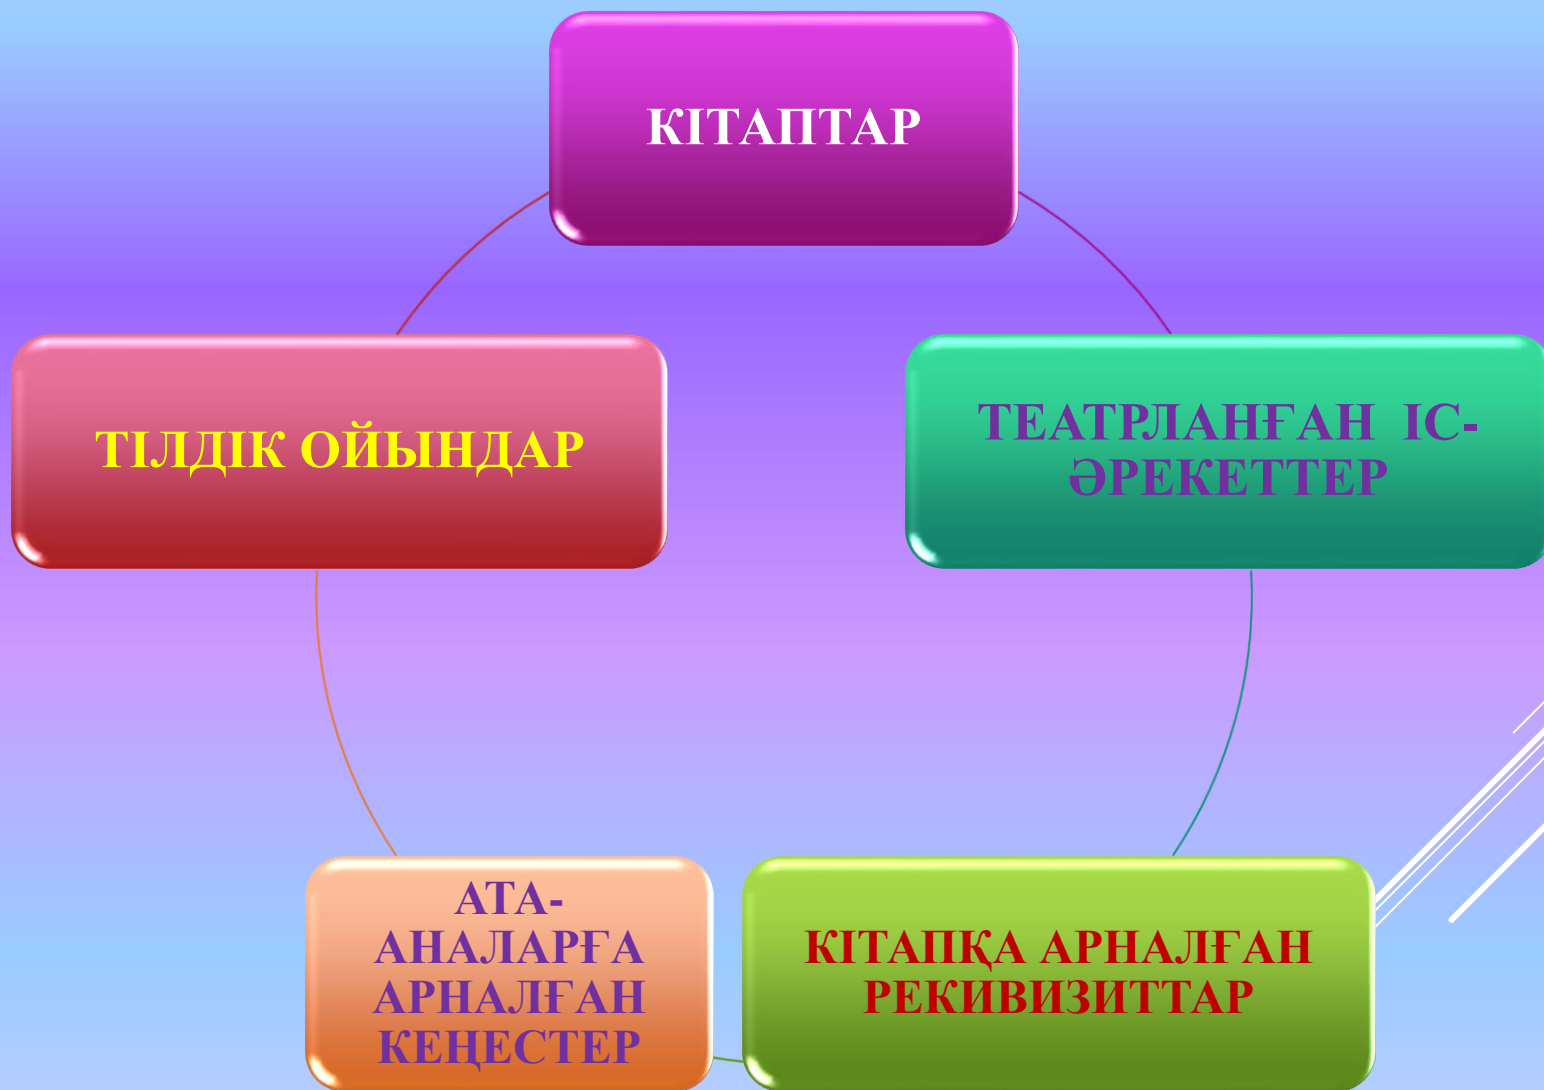 КІТАПТАР
ТІЛДІК ОЙЫНДАР
ТЕАТРЛАНҒАН ІС-
ӘРЕКЕТТЕР
АТА-
АНАЛАРҒА
АРНАЛҒАН
КЕҢЕСТЕР
КІТАПҚА АРНАЛҒАН
РЕКИВИЗИТТАР